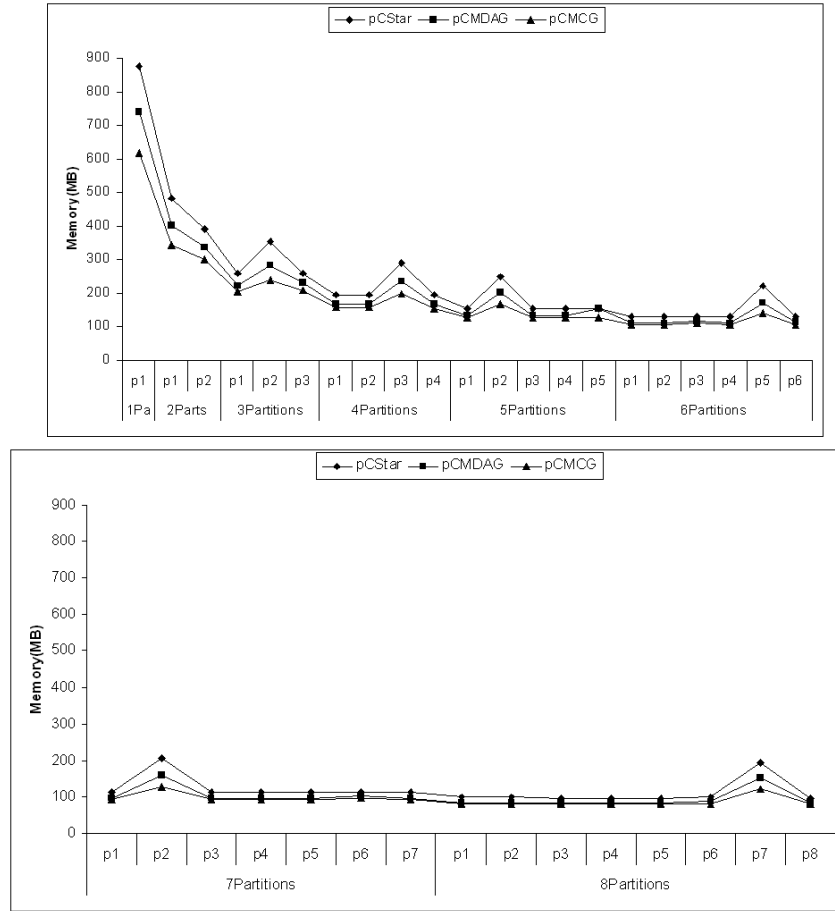 pCStar pCMDAG pCMCG
900
800
700
600
500
400
300
200
100
0
Memory(MB)
p1 p1 p2 p1 p2 p3 p1 p2 p3 p4 p1 p2 p3 p4 p5 p1 p2 p3 p4 p5 p6
1Pa 2Parts 3Partitions 4Partitions 5Partitions 6Partitions
pCStar pCMDAG pCMCG
900
800
700
600
500
400
300
200
100
0
Memory(MB)
p1 p2 p3 p4 p5 p6 p7 p1 p2 p3 p4 p5 p6 p7 p8
7Partitions 8Partitions